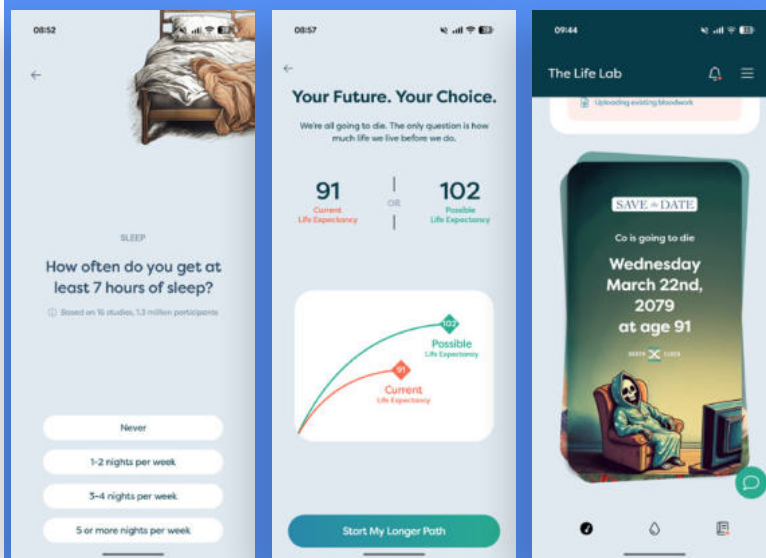 08:52
SLEEP
How often do you get at
least 7 hours of sleep?
Based on 16 studies, 1.3 million participants
Never
1-2 nights per week
3-4 nights per week
5 or more nights per week
08:57
Your Future. Your Choice.
We're all going to die. The only question is how
much life we live before we do.
91
Current
Life Expectancy
OR
102
Possible
Life Expectancy
102
Possible
Life Expectancy
91
Current
Life Expectancy
Start My Longer Path
09:44
The Life Lab
Uploading existing bloodwork
SAVE the DATE
Co is going to die
Wednesday
March 22nd,
2079
at age 91
DEATH CLOCK